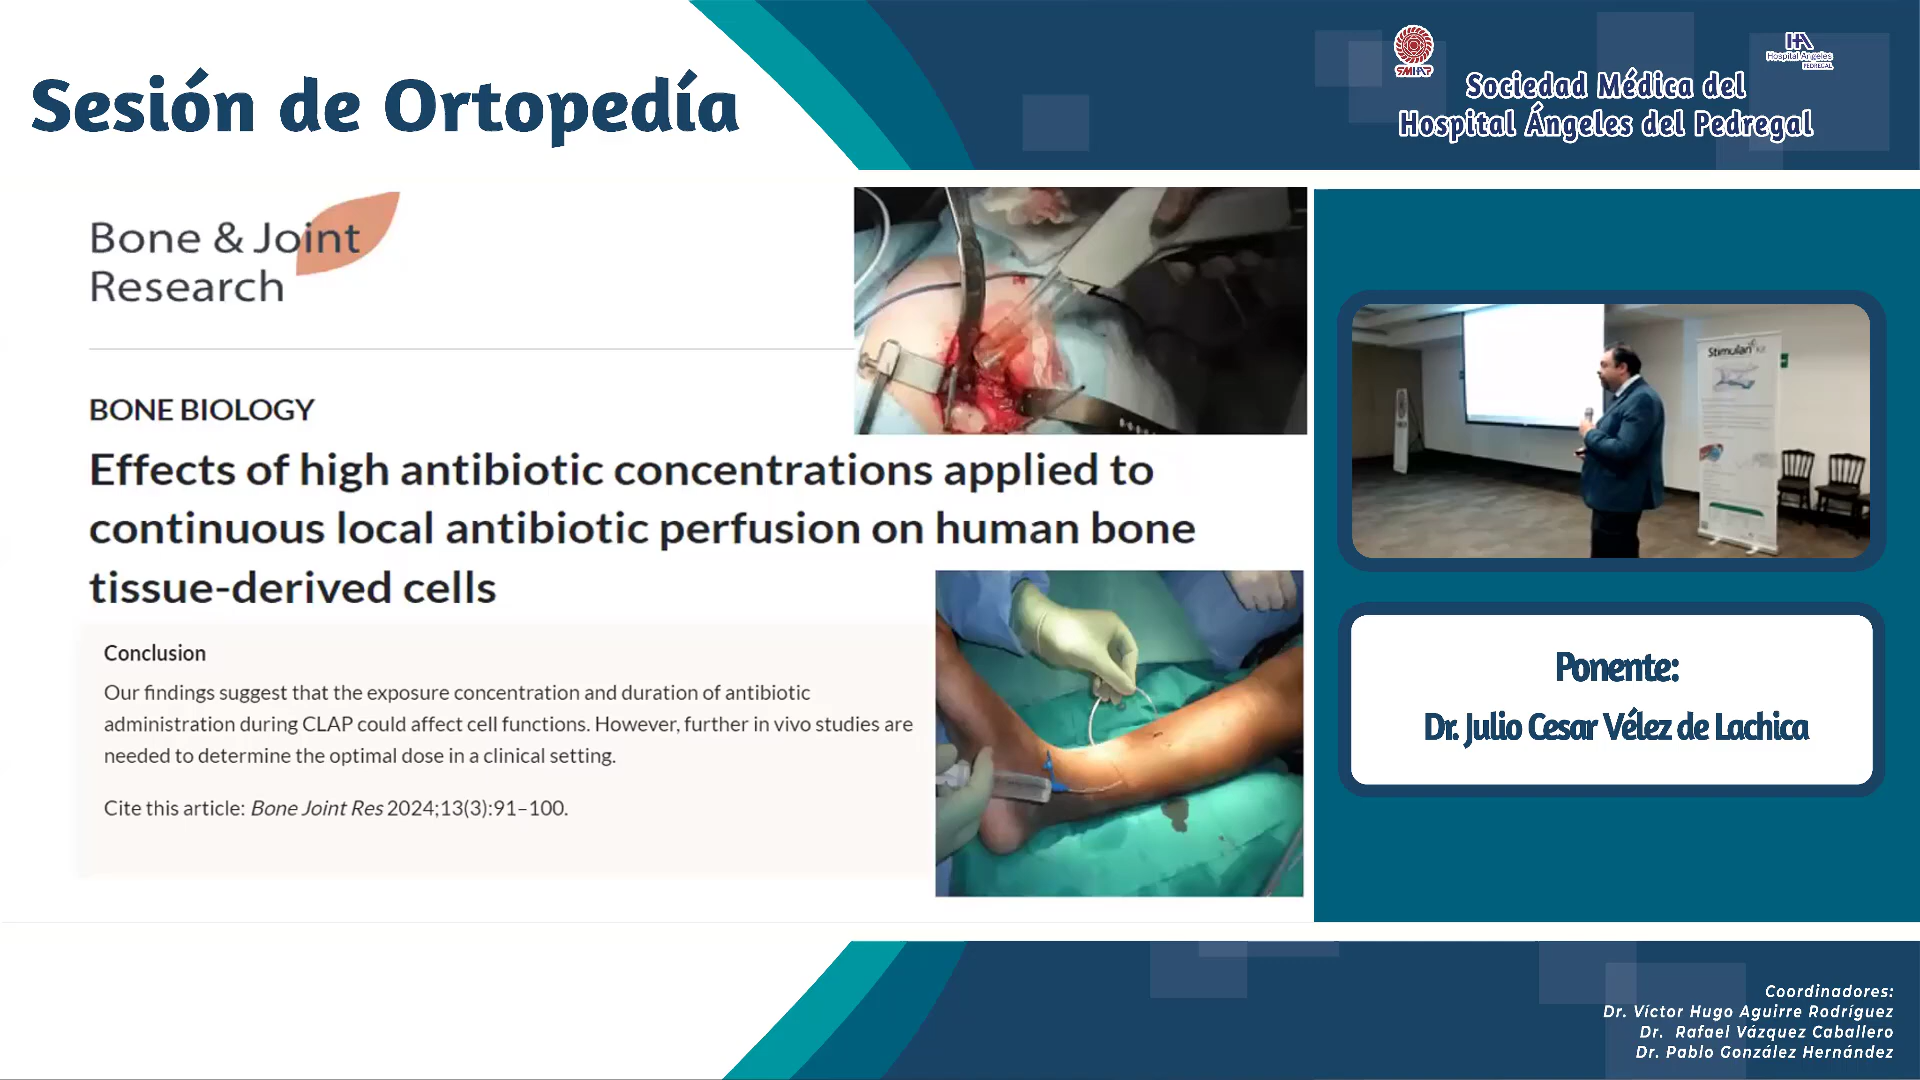 Sesión de Ortopedía
SMHAP
HA
Hospital Angeles
PEDREGAL
Sociedad Médica del
Hospital Ángeles del Pedregal
Bone & Joint
Research
BONE BIOLOGY
Effects of high antibiotic concentrations applied to
continuous local antibiotic perfusion on human bone
tissue-derived cells
Conclusion
Our findings suggest that the exposure concentration and duration of antibiotic
administration during CLAP could affect cell functions. However, further in vivo studies are
needed to determine the optimal dose in a clinical setting.
Cite this article: Bone Joint Res 2024;13(3):91–100.
Stimulan
Ponente:
Dr. Julio Cesar Vélez de Lachica
Coordinadores:
Dr. Víctor Hugo Aguirre Rodríguez
Dr. Rafael Vázquez Caballero
Dr. Pablo González Hernández